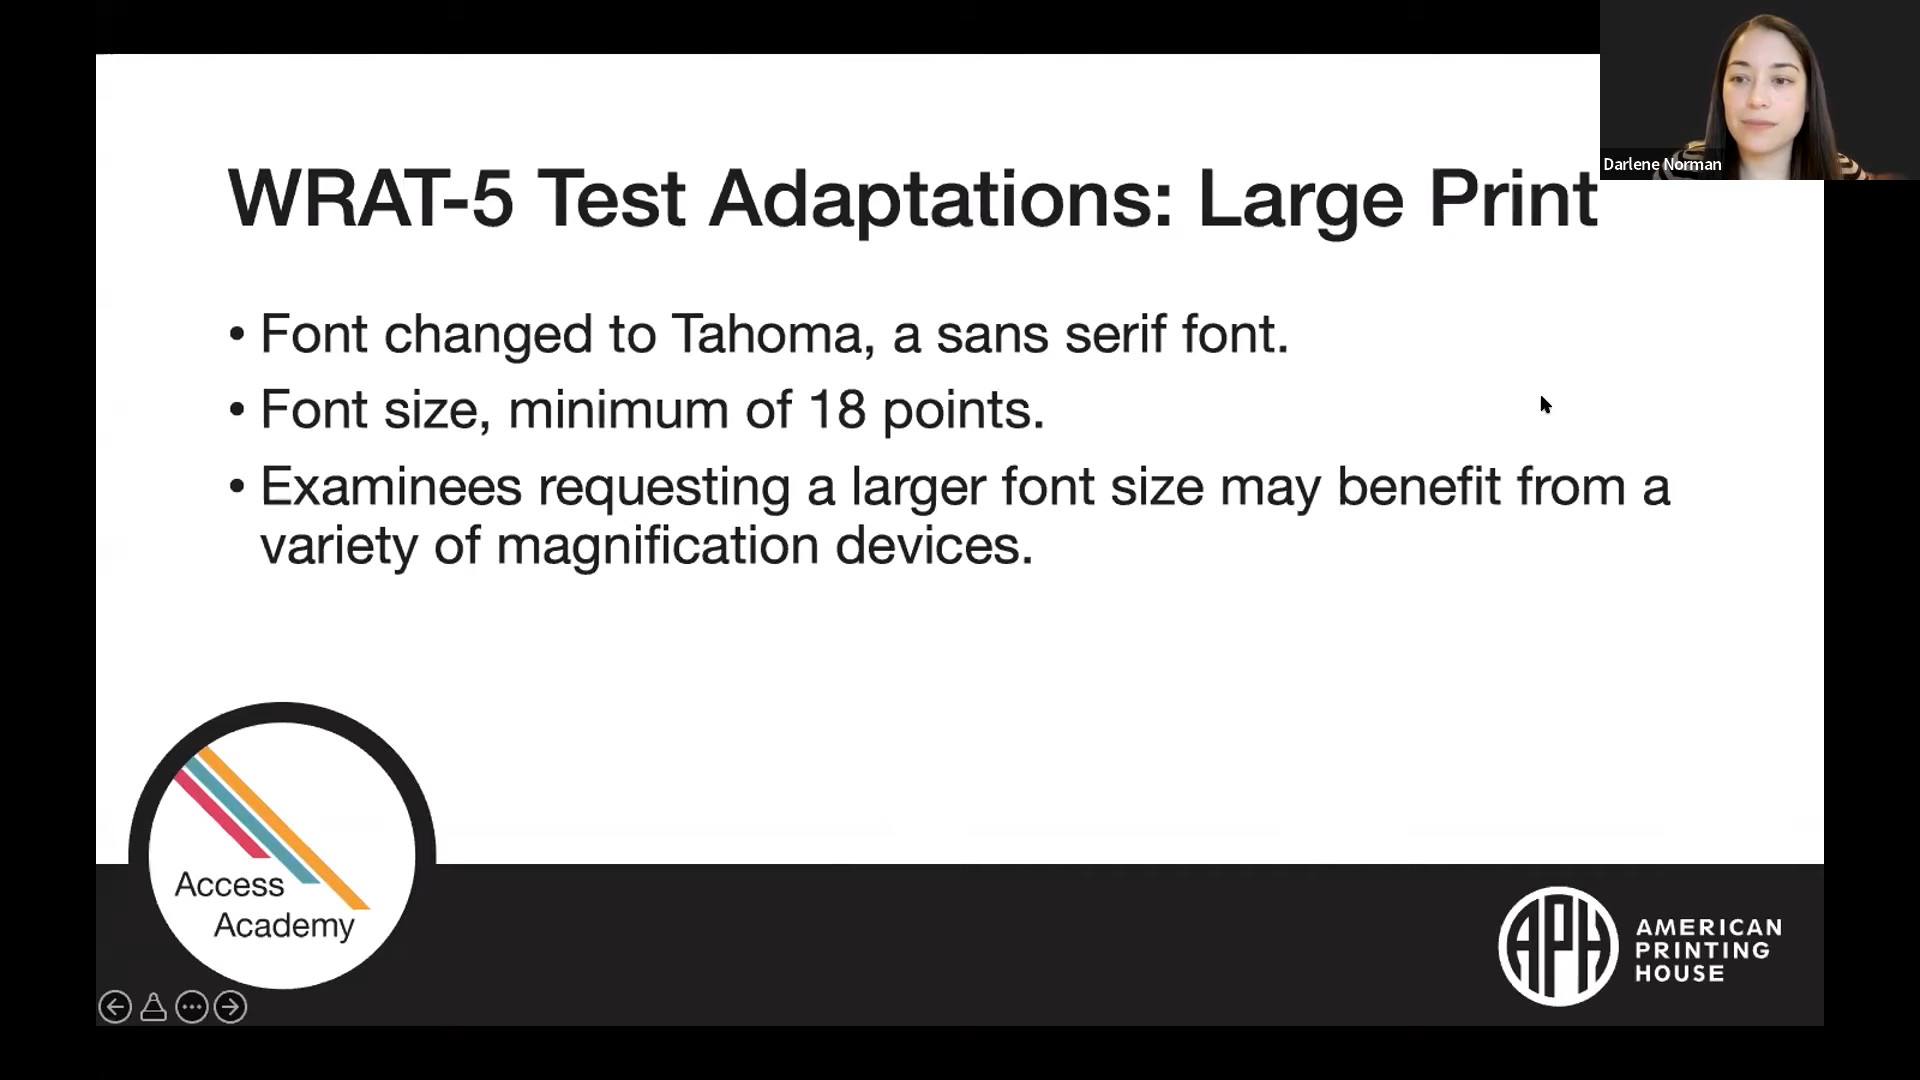 Darlene Norman
WRAT-5 Test Adaptations: Large Print
• Font changed to Tahoma, a sans serif font.
• Font size, minimum of 18 points.
• Examinees requesting a larger font size may benefit from a
variety of magnification devices.
Access
Academy
APH
AMERICAN
PRINTING
HOUSE